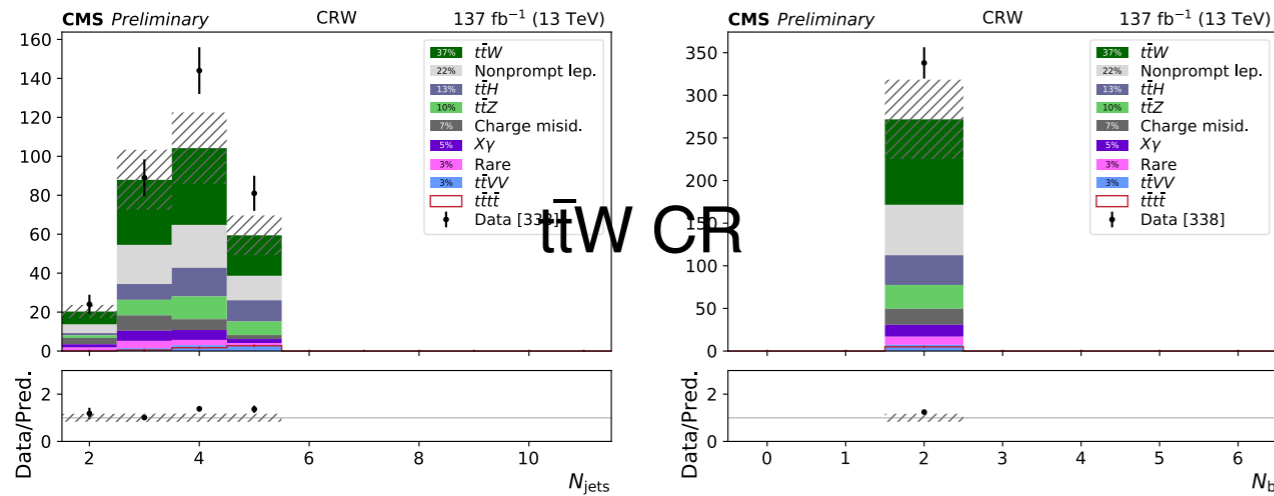 CMS Preliminary CRW 137 fb⁻¹ (13 TeV)
160
140
120
100
80
60
40
20
0
37% tt̄W
22% Nonprompt lep.
13% tt̄H
10% tt̄Z
7% Charge misid.
5% Xγ
3% Rare
3% tt̄VV
tt̄tt̄
Data [338]
Data/Pred.
2
0
2 4 6 8 10
N_jets
tt̄W CR
CMS Preliminary CRW 137 fb⁻¹ (13 TeV)
350
300
250
200
150
100
50
0
37% tt̄W
22% Nonprompt lep.
13% tt̄H
10% tt̄Z
7% Charge misid.
5% Xγ
3% Rare
3% tt̄VV
tt̄tt̄
Data [338]
Data/Pred.
2
0
0 1 2 3 4 5 6
N_b